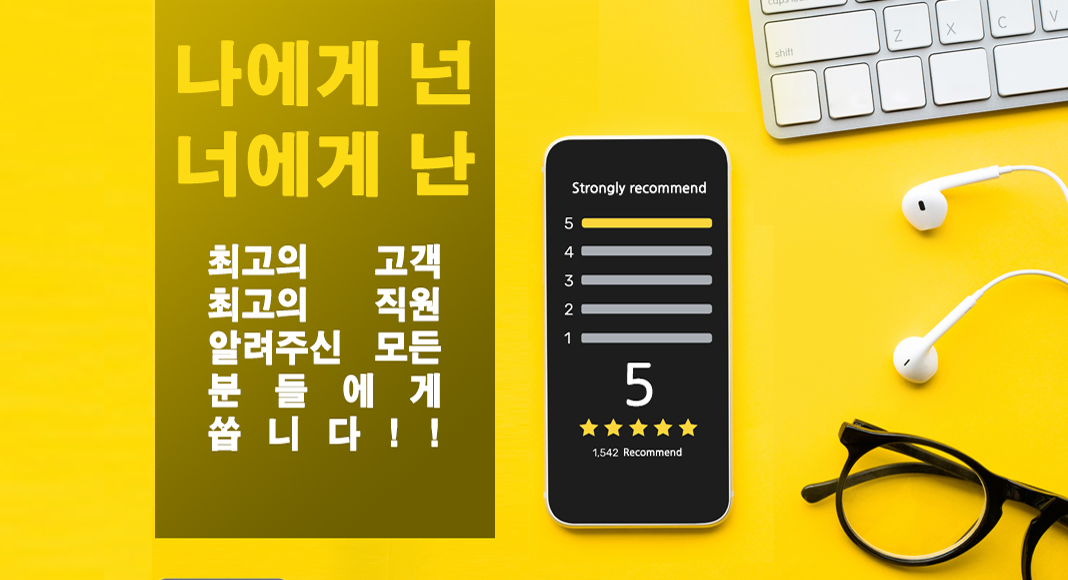 나에게 넌
너에게 난
최고의 고객
최고의 직원
알려주신 모든
분들에게
씁니다!!
Strongly recommend
5
4
3
2
1
5
1,542 Recommend
caps lock
shift
Z
X
C
V